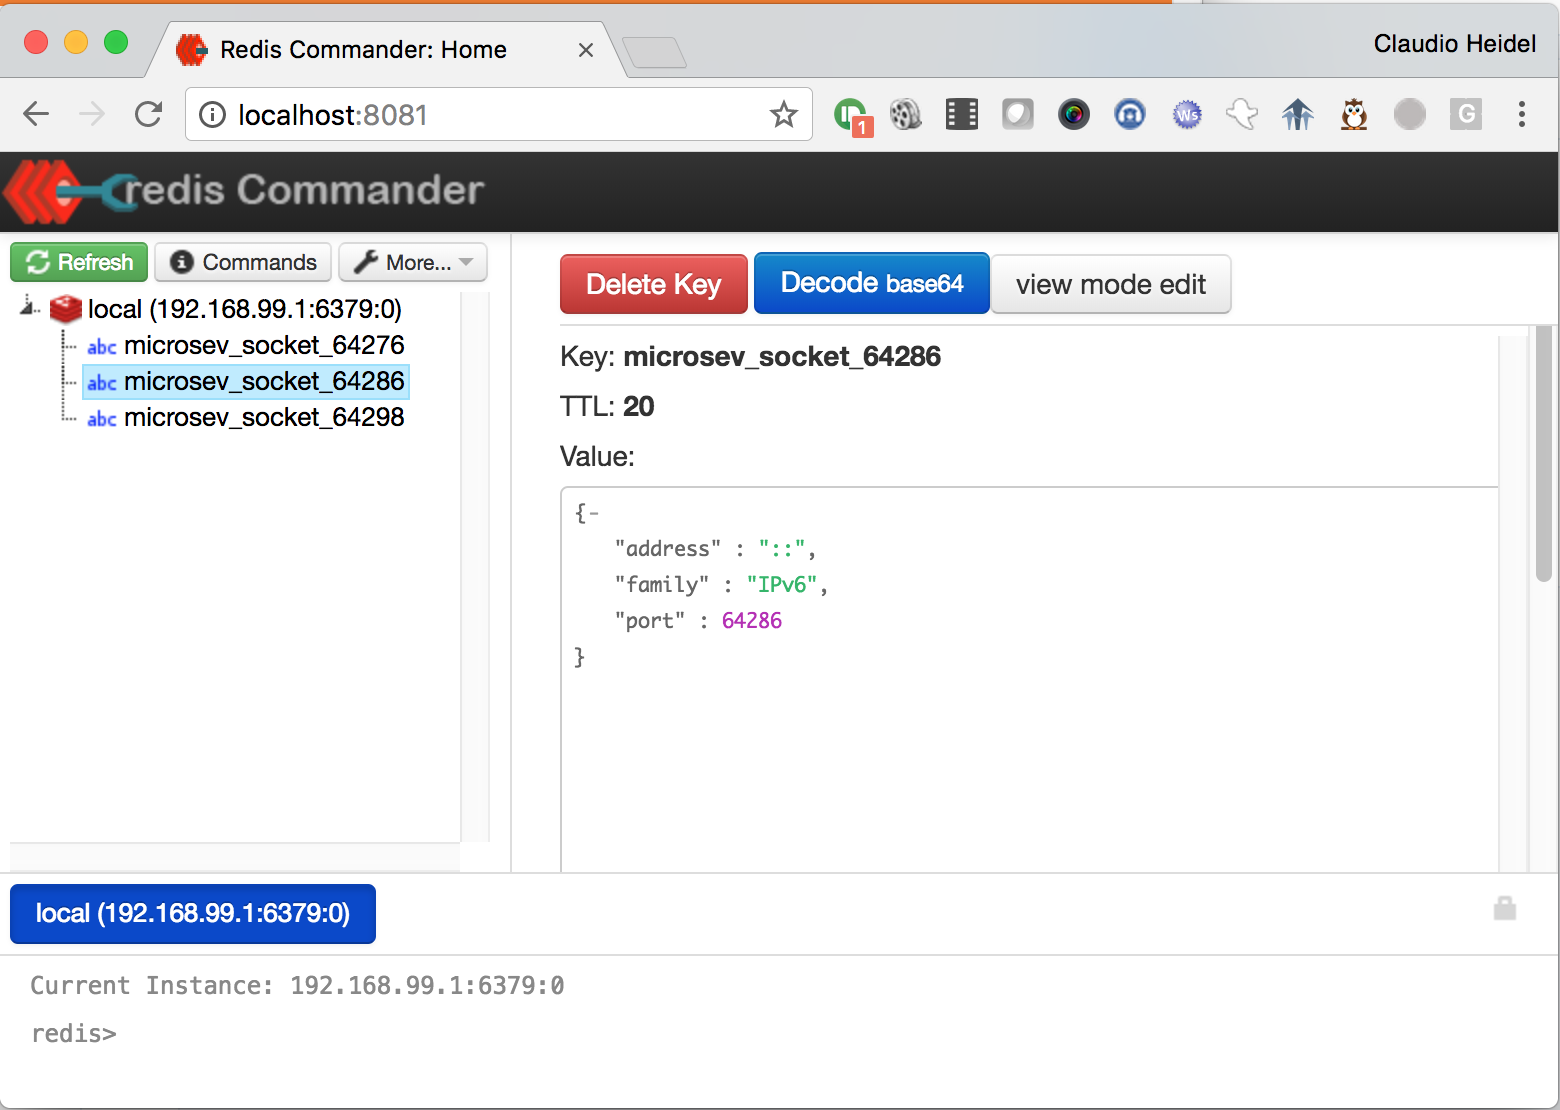 Redis Commander: Home
Claudio Heidel
localhost:8081
1
WS
G
redis Commander
Refresh
Commands
More...
Delete Key
Decode base64
view mode edit
local (192.168.99.1:6379:0)
abc microsev_socket_64276
abc microsev_socket_64286
abc microsev_socket_64298
Key: microsev_socket_64286
TTL: 20
Value:
{-
"address" : "::",
"family" : "IPv6",
"port" : 64286
}
local (192.168.99.1:6379:0)
Current Instance: 192.168.99.1:6379:0
redis>